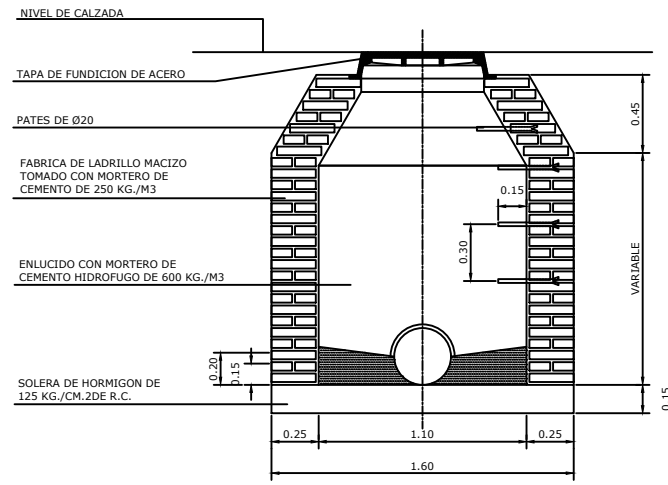 NIVEL DE CALZADA
TAPA DE FUNDICION DE ACERO
PATES DE Ø20
FABRICA DE LADRILLO MACIZO
TOMADO CON MORTERO DE
CEMENTO DE 250 KG./M3
ENLUCIDO CON MORTERO DE
CEMENTO HIDROFUGO DE 600 KG./M3
SOLERA DE HORMIGON DE
125 KG./CM.2DE R.C.
0.45
0.15
0.30
VARIABLE
0.20
0.15
0.15
0.25
1.10
0.25
1.60